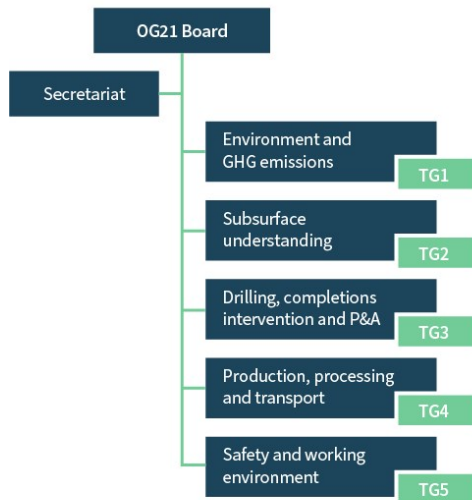 OG21 Board
Secretariat
Environment and
GHG emissions
TG1
Subsurface
understanding
TG2
Drilling, completions
intervention and P&A
TG3
Production, processing
and transport
TG4
Safety and working
environment
TG5